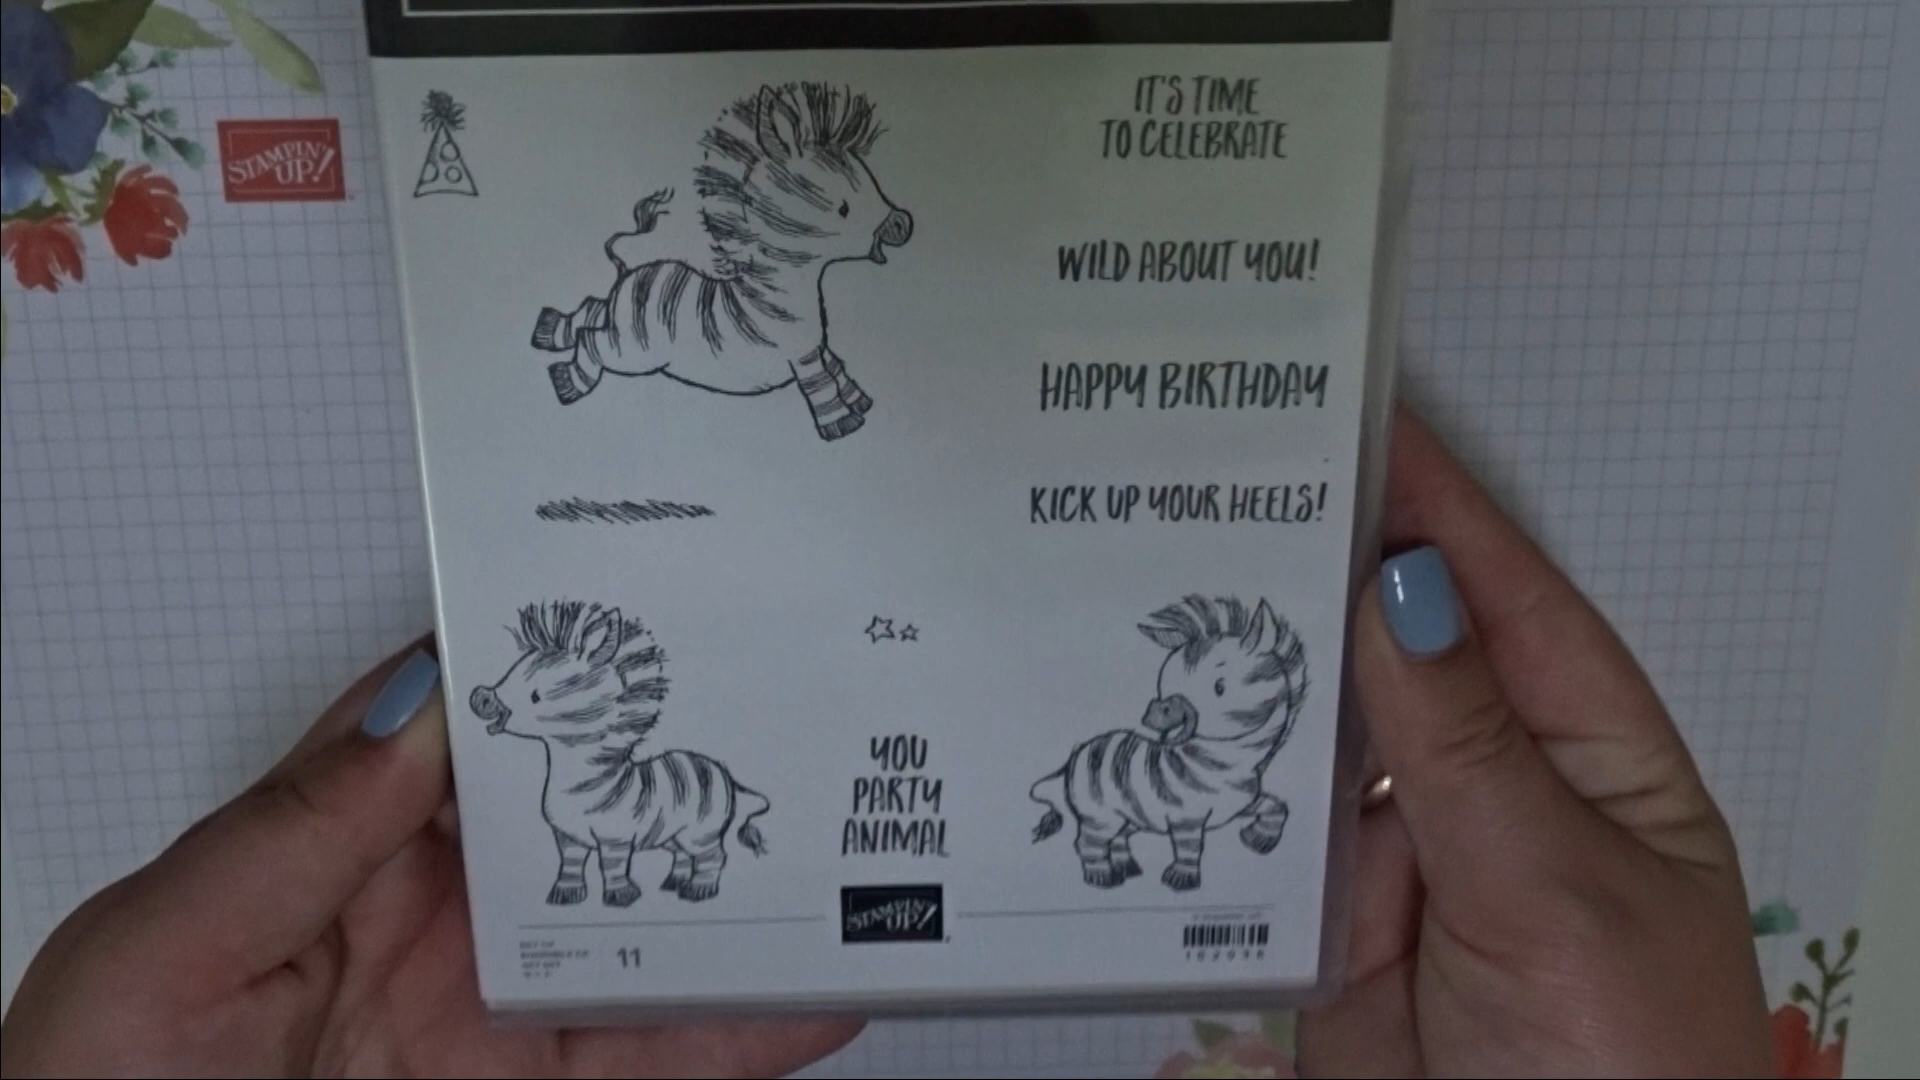 STAMPIN'
UP!
IT'S TIME
TO CELEBRATE
WILD ABOUT YOU!
HAPPY BIRTHDAY
KICK UP YOUR HEELS!
YOU
PARTY
ANIMAL
STAMPIN'
UP!
11